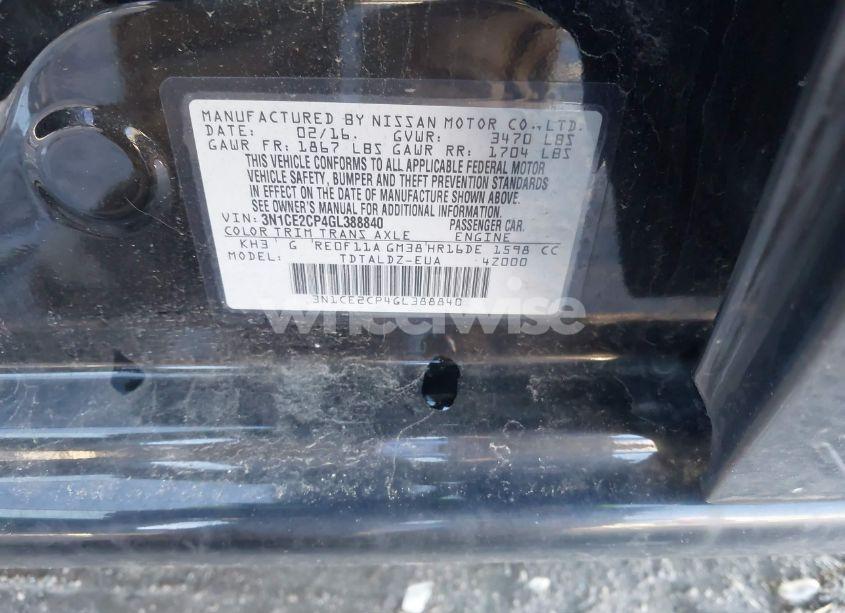 MANUFACTURED BY NISSAN MOTOR CO.,LTD.
DATE: 02/16. GVWR: 3470 LBS
GAWR FR: 1867 LBS GAWR RR: 1704 LBS
THIS VEHICLE CONFORMS TO ALL APPLICABLE FEDERAL MOTOR
VEHICLE SAFETY, BUMPER AND THEFT PREVENTION STANDARDS
IN EFFECT ON THE DATE OF MANUFACTURE SHOWN ABOVE.
SEE OWNER'S MANUAL FOR ADDITIONAL INFORMATION.
VIN: 3N1CE2CP4GL388840 PASSENGER CAR.
COLOR TRIM TRANS AXLE ENGINE
KH3 G RE0F11A GM38 HR16DE 1598 CC
MODEL: TDTALDZ-EUA -4Z000
3N1CE2CP4GL388840
wheelwise